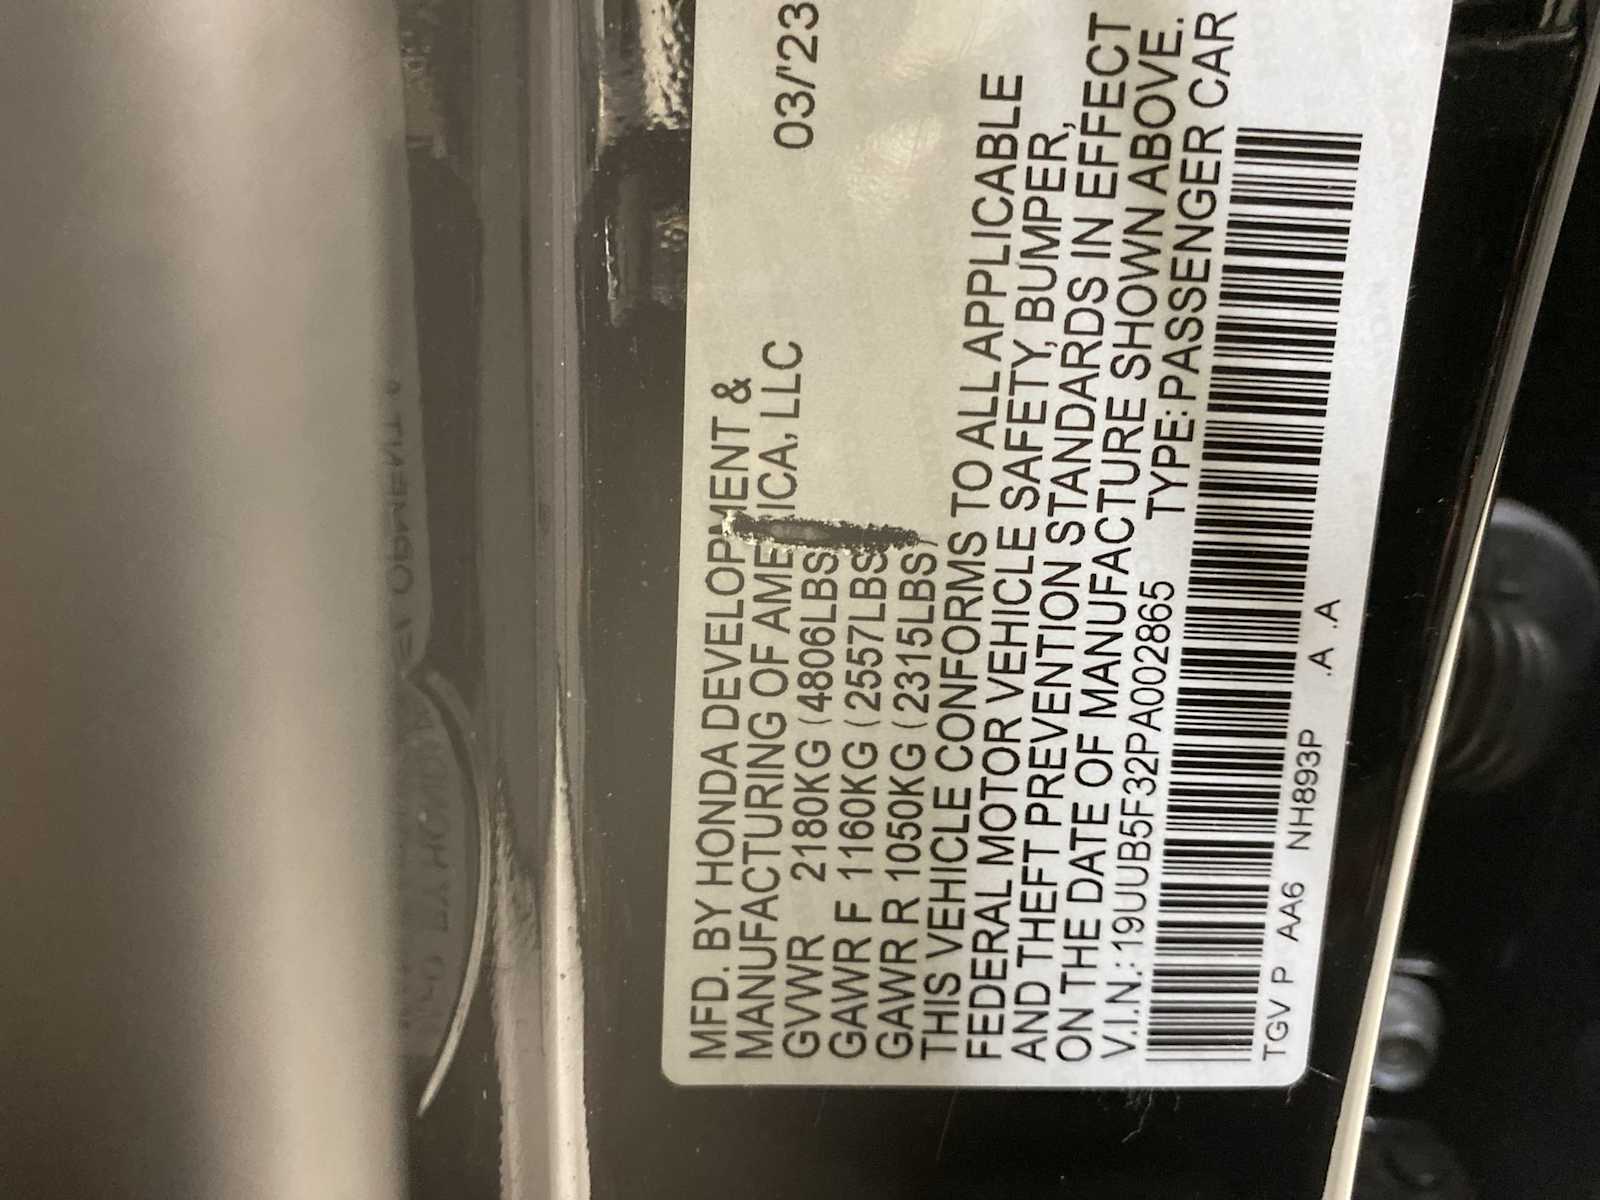 MFD. BY HONDA DEVELOPMENT &
MANUFACTURING OF AMERICA, LLC 03/'23
GVWR 2180KG (4806LBS)
GAWR F 1160KG (2557LBS)
GAWR R 1050KG (2315LBS)
THIS VEHICLE CONFORMS TO ALL APPLICABLE
FEDERAL MOTOR VEHICLE SAFETY, BUMPER,
AND THEFT PREVENTION STANDARDS IN EFFECT
ON THE DATE OF MANUFACTURE SHOWN ABOVE.
V.I.N.:19UUB5F32PA002865 TYPE:PASSENGER CAR
TGV P AA6 NH893P .A .A